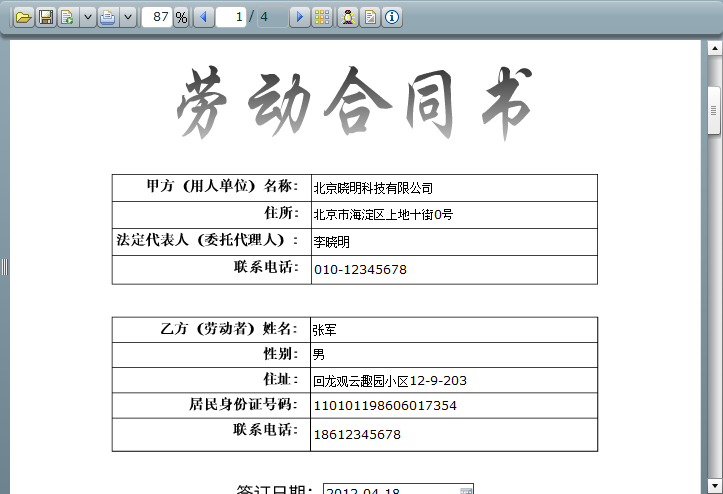 87 % 1 / 4
劳动合同书
甲方（用人单位）名称： 北京晓明科技有限公司
住所： 北京市海淀区上地十街0号
法定代表人（委托代理人）： 李晓明
联系电话： 010-12345678
乙方（劳动者）姓名： 张军
性别： 男
住址： 回龙观云趣园小区12-9-203
居民身份证号码： 110101198606017354
联系电话： 18612345678
签订日期： 2012-04-18